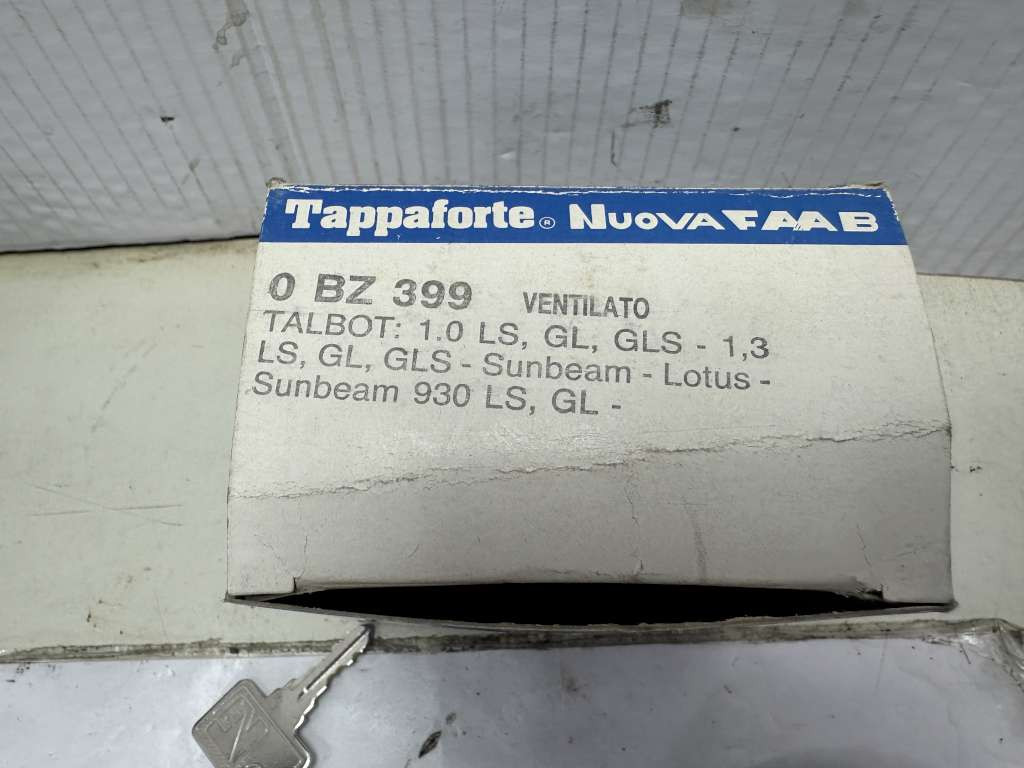 Tappaforte® NUOVAFAAB
0 BZ 399 VENTILATO
TALBOT: 1.0 LS, GL, GLS - 1,3
LS, GL, GLS - Sunbeam - Lotus -
Sunbeam 930 LS, GL -